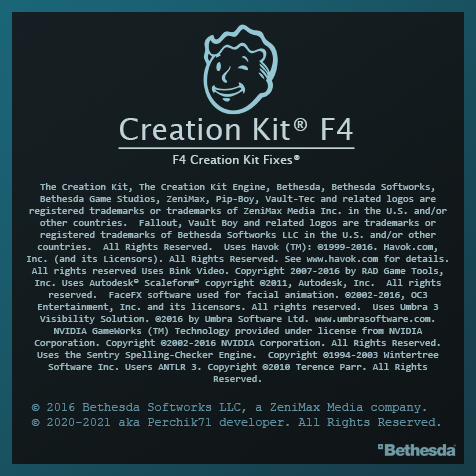 Creation Kit® F4
F4 Creation Kit Fixes®
The Creation Kit, The Creation Kit Engine, Bethesda, Bethesda Softworks,
Bethesda Game Studios, ZeniMax, Pip-Boy, Vault-Tec and related logos are
registered trademarks or trademarks of ZeniMax Media Inc. in the U.S. and/or
other countries.  Fallout, Vault Boy and related logos are trademarks or
registered trademarks of Bethesda Softworks LLC in the U.S. and/or other
countries.  All Rights Reserved.  Uses Havok (TM): ©1999-2016. Havok.com,
Inc. (and its Licensors). All Rights Reserved. See www.havok.com for details.
All rights reserved Uses Bink Video. Copyright 2007-2016 by RAD Game Tools,
Inc. Uses Autodesk® Scaleform® copyright ©2011, Autodesk, Inc.  All rights
reserved.  FaceFX software used for facial animation. ©2002-2016, OC3
Entertainment, Inc. and its licensors. All rights reserved.  Uses Umbra 3
Visibility Solution. ©2016 by Umbra Software Ltd. www.umbrasoftware.com.
NVIDIA GameWorks (TM) Technology provided under license from NVIDIA
Corporation. Copyright ©2002-2016 NVIDIA Corporation. All Rights Reserved.
Uses the Sentry Spelling-Checker Engine.  Copyright ©1994-2003 Wintertree
Software Inc. Users ANTLR 3. Copyright ©2010 Terence Parr. All Rights
Reserved.
© 2016 Bethesda Softworks LLC, a ZeniMax Media company.
© 2020-2021 aka Perchik71 developer. All Rights Reserved.
Bethesda